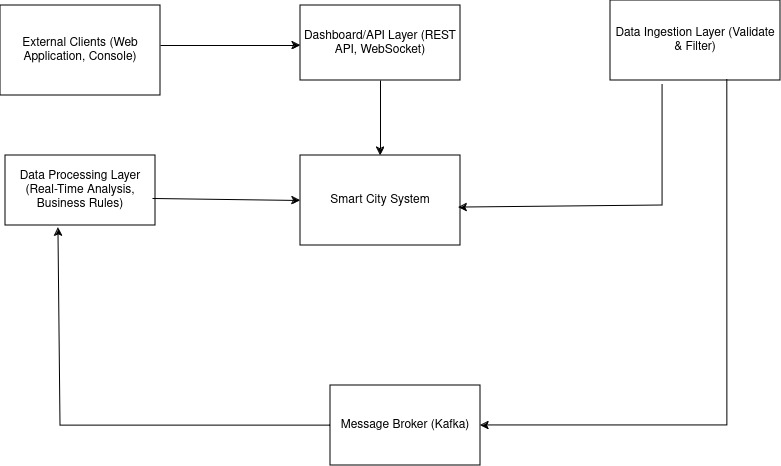 External Clients (Web
Application, Console)
Dashboard/API Layer (REST
API, WebSocket)
Data Ingestion Layer (Validate
& Filter)
Data Processing Layer
(Real-Time Analysis,
Business Rules)
Smart City System
Message Broker (Kafka)